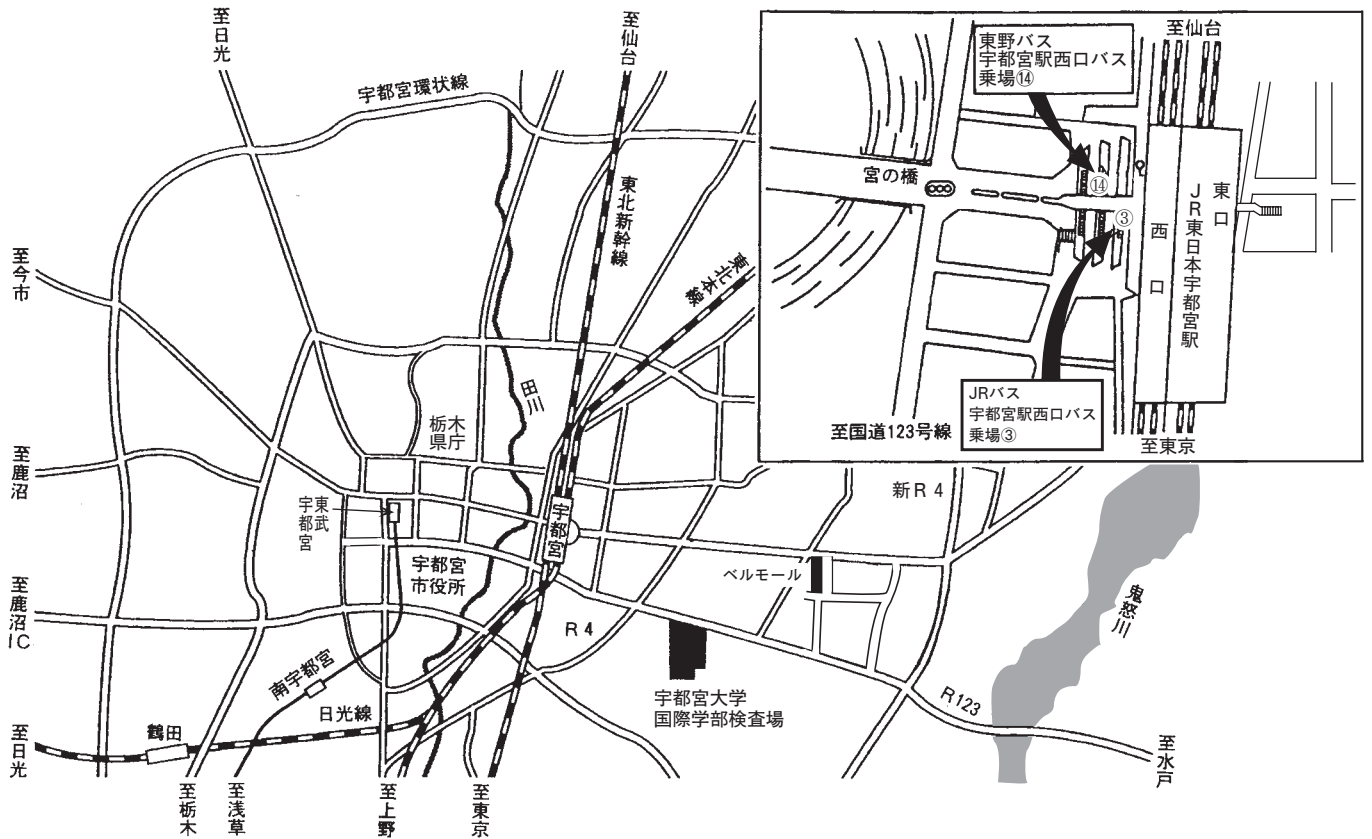 至日光
至仙台
宇都宮環状線
東北新幹線
東北本線
至今市
田川
栃木
県庁
至鹿沼
東武
宇都宮
宇都宮
宇都宮
市役所
至鹿沼IC
R4
南宇都宮
日光線
鶴田
至日光
至栃木
至浅草
至上野
至東京
宇都宮大学
国際学部検査場
ベルモール
新R4
鬼怒川
R123
至水戸
至仙台
東野バス
宇都宮駅西口バス
乗場⑭
宮の橋
⑭
③
西口
JR東日本宇都宮駅
東口
JRバス
宇都宮駅西口バス
乗場③
至国道123号線
至東京